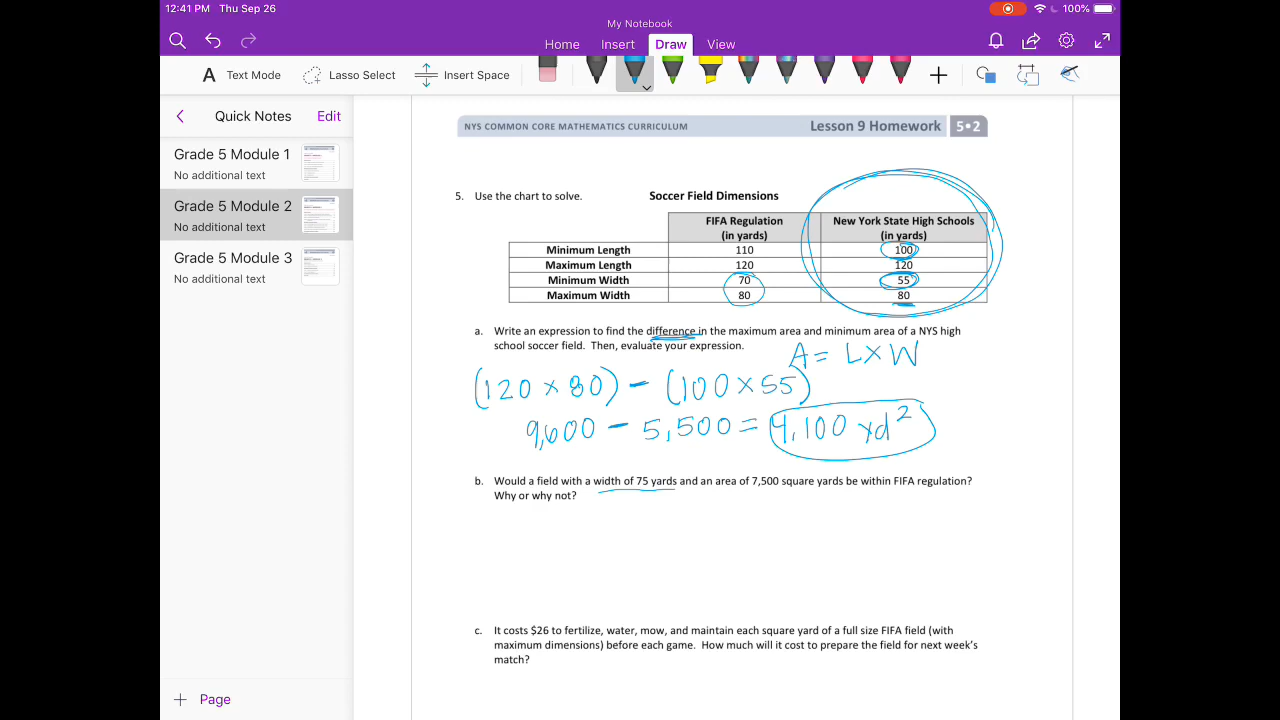 12:41 PM Thu Sep 26
100%
My Notebook
Home Insert Draw View
Text Mode Lasso Select Insert Space
Quick Notes Edit
Grade 5 Module 1
No additional text
Grade 5 Module 2
No additional text
Grade 5 Module 3
No additional text
Page
NYS COMMON CORE MATHEMATICS CURRICULUM Lesson 9 Homework 5•2
5. Use the chart to solve. Soccer Field Dimensions
FIFA Regulation (in yards) New York State High Schools (in yards)
Minimum Length 110 100
Maximum Length 120 120
Minimum Width 70 55
Maximum Width 80 80
a. Write an expression to find the difference in the maximum area and minimum area of a NYS high
school soccer field. Then, evaluate your expression.
A = L X W
(120 x 80) - (100 x 55)
9,600 - 5,500 = 4,100 yd²
b. Would a field with a width of 75 yards and an area of 7,500 square yards be within FIFA regulation?
Why or why not?
c. It costs $26 to fertilize, water, mow, and maintain each square yard of a full size FIFA field (with
maximum dimensions) before each game. How much will it cost to prepare the field for next week's
match?